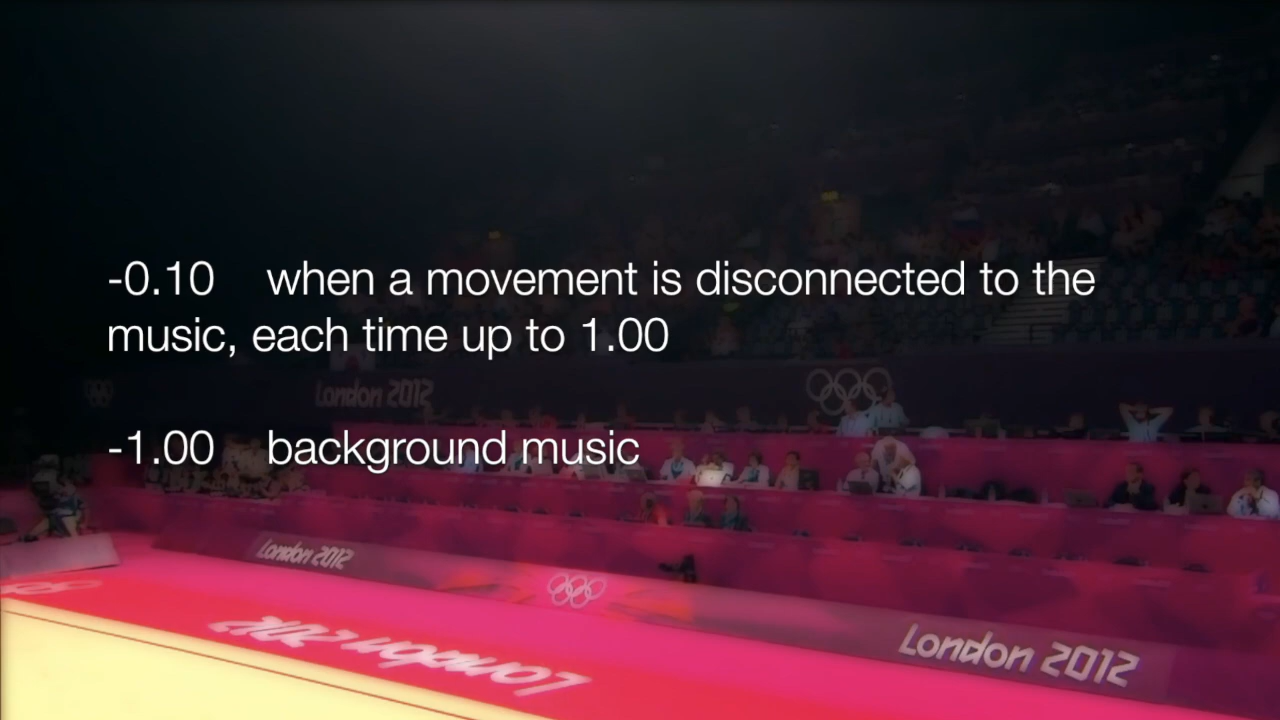 -0.10 when a movement is disconnected to the
music, each time up to 1.00
London 2012
-1.00 background music
London 2012
London 2012
London 2012